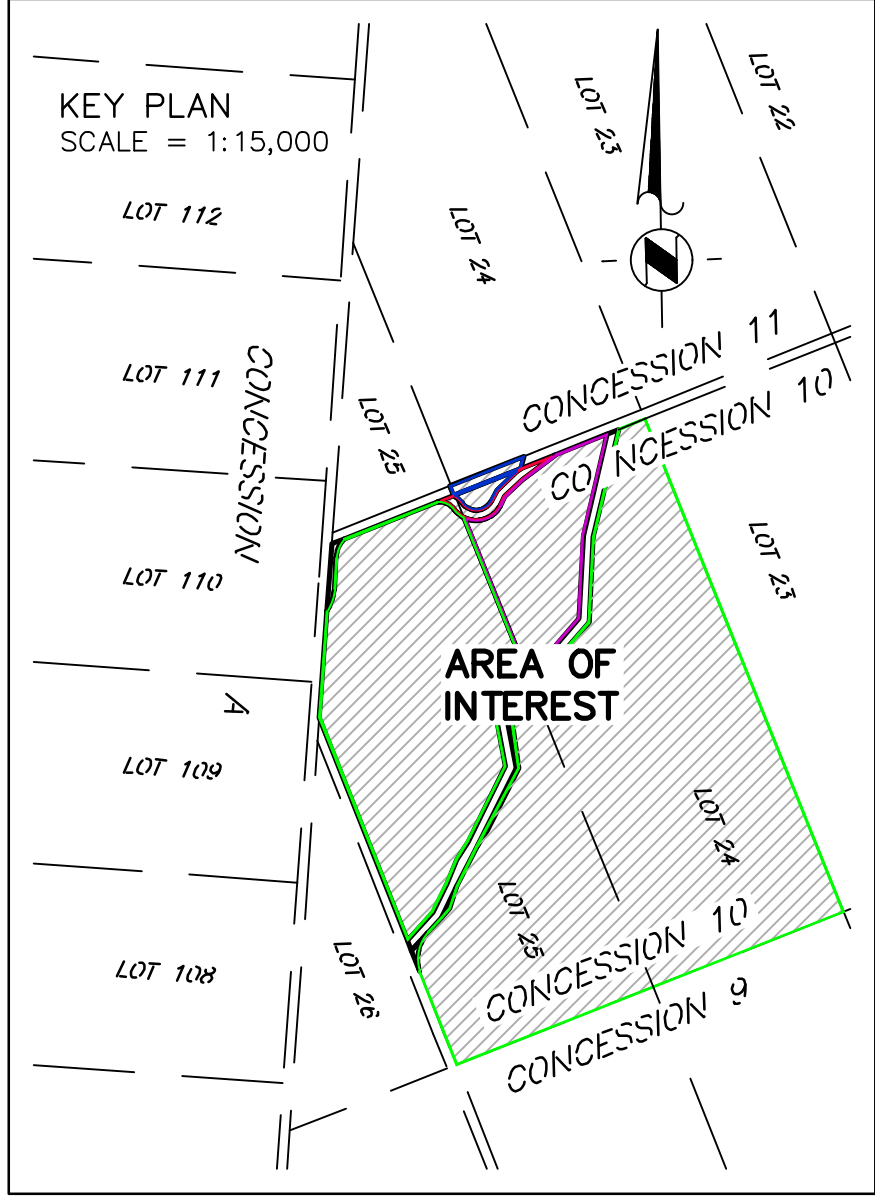 KEY PLAN
SCALE = 1:15,000
LOT 22
LOT 23
LOT 112
LOT 24
N
CONCESSION 11
LOT 111
CONCESSION
CONCESSION 10
LOT 25
LOT 110
LOT 23
AREA OF
INTEREST
A
LOT 109
LOT 24
LOT 25
CONCESSION 10
LOT 108
LOT 26
CONCESSION 9